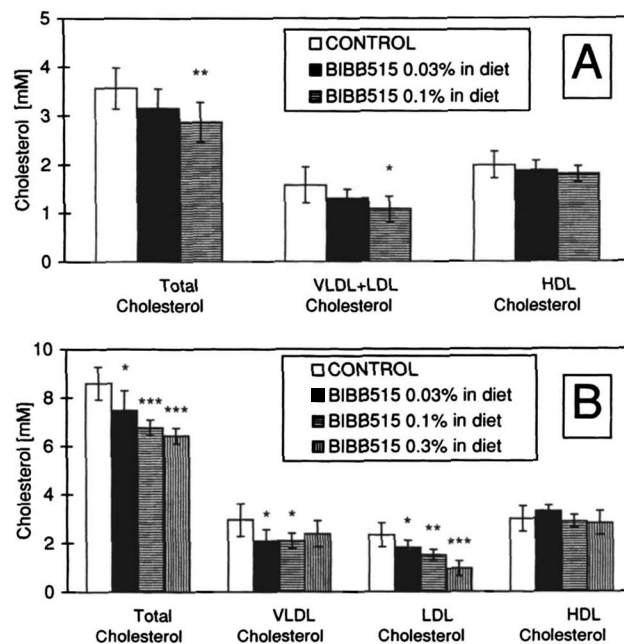 5
4
3
2
1
0
Cholesterol [mM]
CONTROL
BIBB515 0.03% in diet
BIBB515 0.1% in diet
A
**
*
Total
Cholesterol
VLDL+LDL
Cholesterol
HDL
Cholesterol
10
8
6
4
2
0
Cholesterol [mM]
CONTROL
BIBB515 0.03% in diet
BIBB515 0.1% in diet
BIBB515 0.3% in diet
B
* *** ***
* *
* ** ***
Total
Cholesterol
VLDL
Cholesterol
LDL
Cholesterol
HDL
Cholesterol